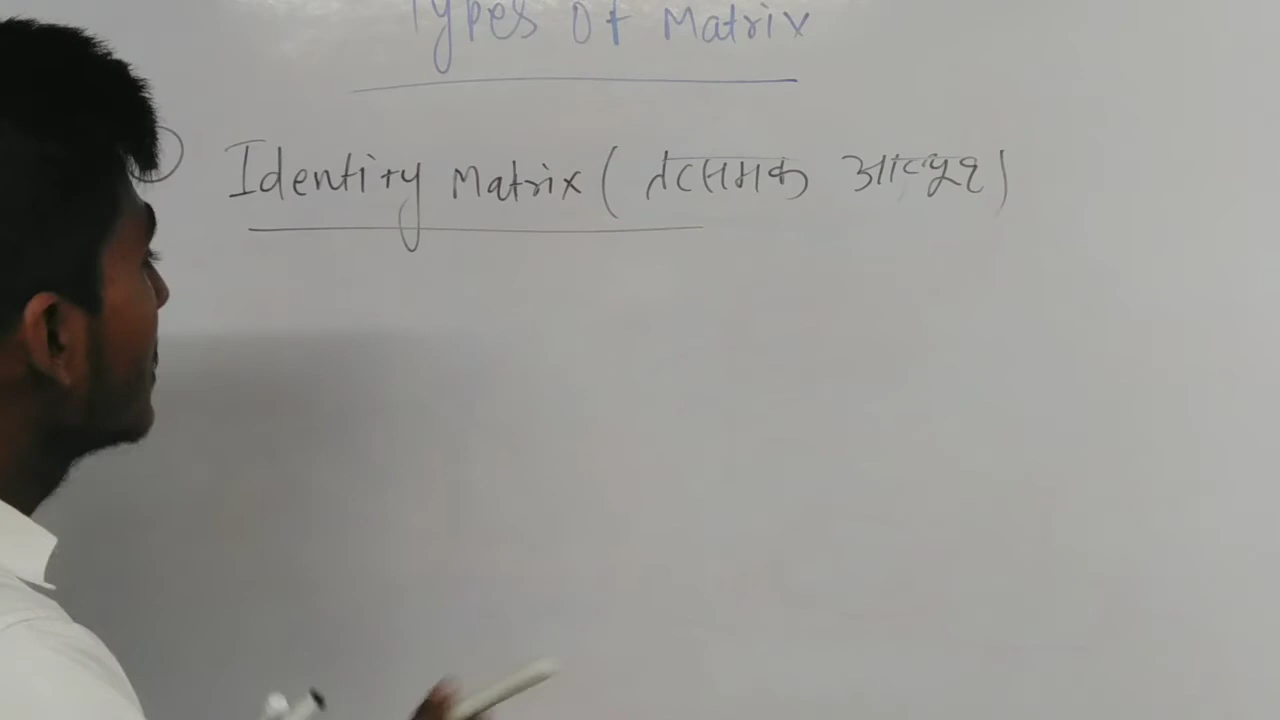 Types Of Matrix
Identity Matrix ( तत्समक आव्यूह )